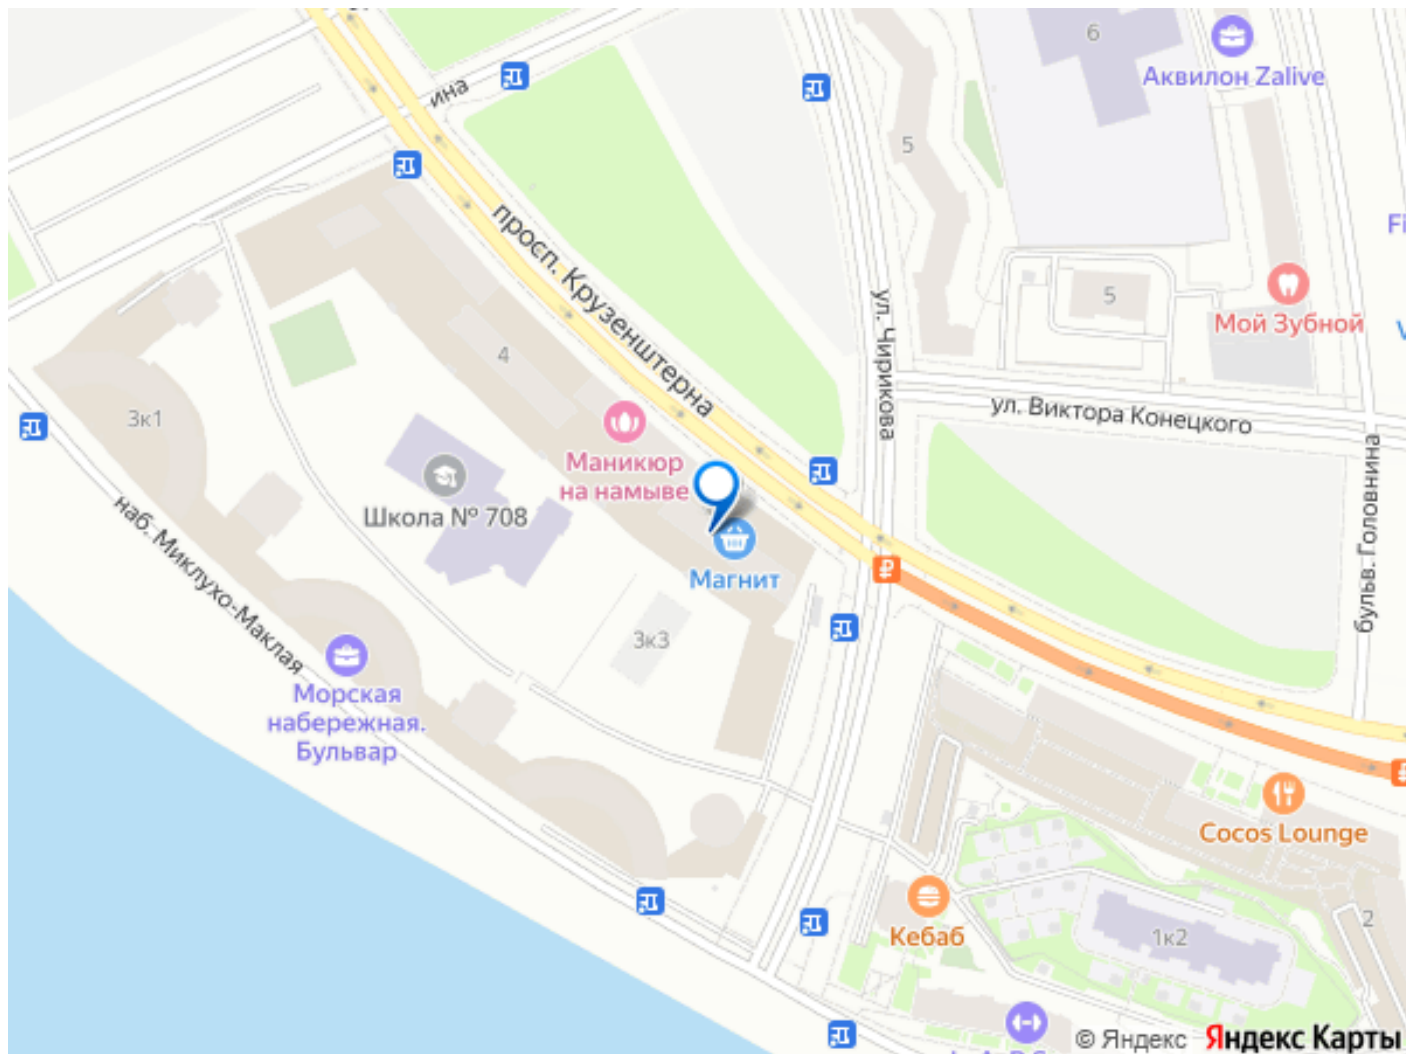 6
Аквилон Zalive
ина
5
Fi
просп. Крузенштерна
ул. Чирикова
5
Мой Зубной
4
3к1
ул. Виктора Конецкого
Маникюр
на намыве
бульв. Головнина
Школа № 708
наб. Миклухо-Маклая
Магнит
3к3
Морская
набережная.
Бульвар
Cocos Lounge
Кебаб
1к2
2
© Яндекс Яндекс Карты